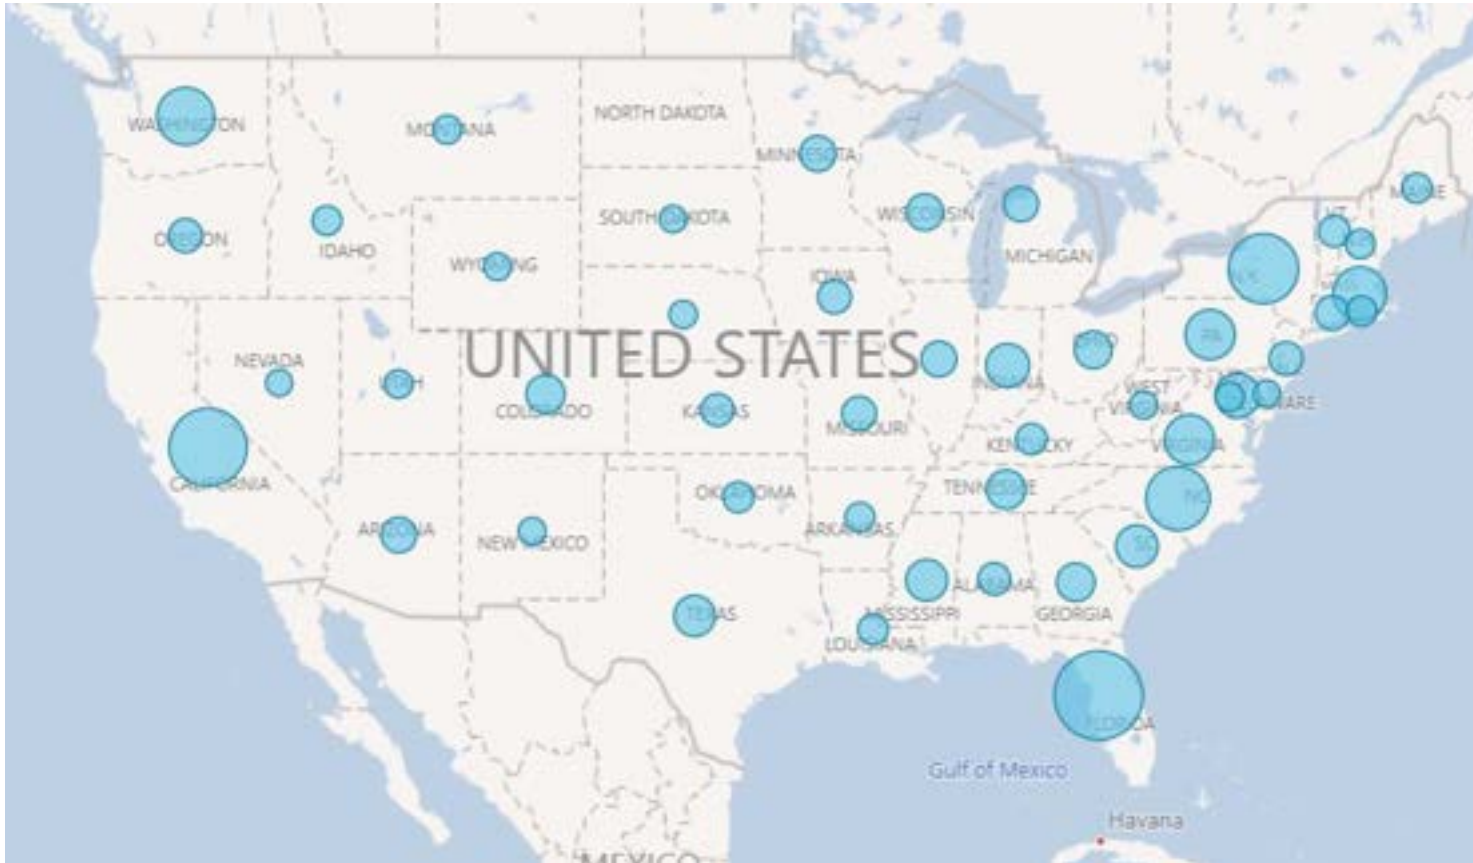 WASHINGTON
MONTANA
NORTH DAKOTA
MINNESOTA
MAINE
VT
OREGON
IDAHO
SOUTH DAKOTA
WISCONSIN
WYOMING
MICHIGAN
IOWA
NY
UNITED STATES
NEVADA
UTAH
COLORADO
KANSAS
MISSOURI
INDIANA
OHIO
PA
WEST
VIRGINIA
KENTUCKY
VIRGINIA
CALIFORNIA
ARIZONA
NEW MEXICO
OKLAHOMA
ARKANSAS
TENNESSEE
NC
SC
TEXAS
MISSISSIPPI
ALABAMA
GEORGIA
LOUISIANA
FLORIDA
Gulf of Mexico
Havana
MEXICO